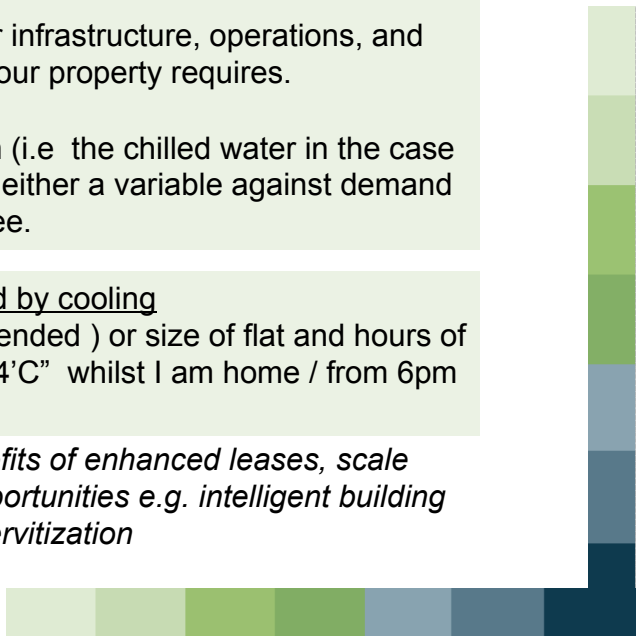 infrastructure, operations, and
our property requires.
(i.e the chilled water in the case
either a variable against demand
by cooling
ended ) or size of flat and hours of
4’C” whilst I am home / from 6pm
fits of enhanced leases, scale
portunities e.g. intelligent building
ervitization